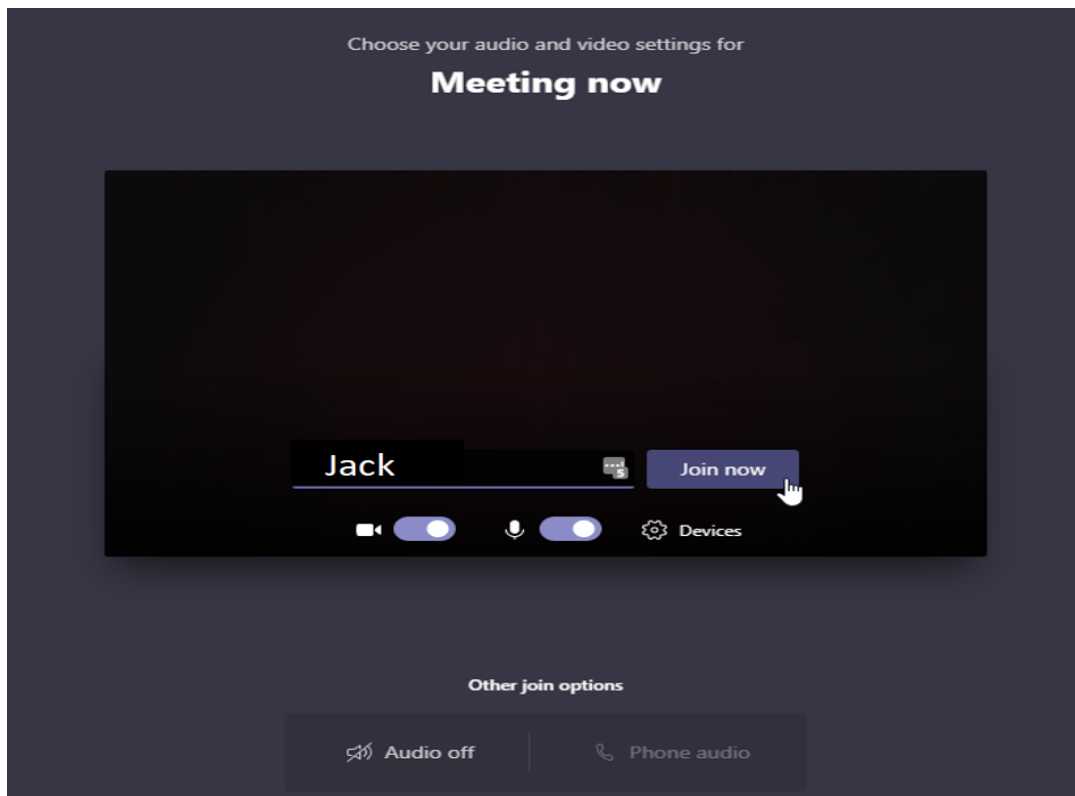 Choose your audio and video settings for
Meeting now
Jack
Join now
Devices
Other join options
Audio off
Phone audio